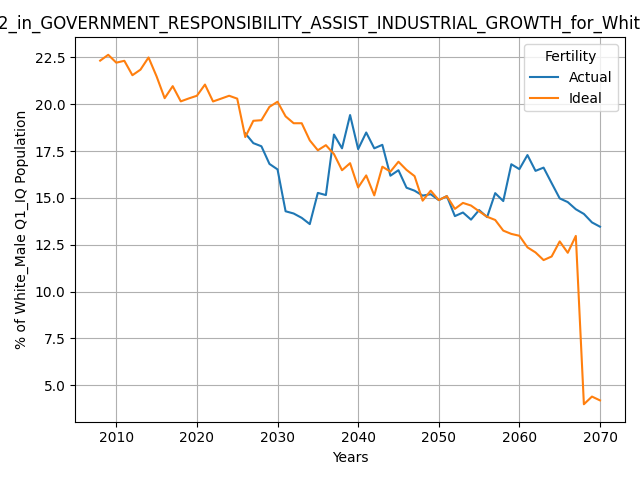 2_in_GOVERNMENT_RESPONSIBILITY_ASSIST_INDUSTRIAL_GROWTH_for_Whit
Fertility
Actual
Ideal
% of White_Male Q1_IQ Population
22.5
20.0
17.5
15.0
12.5
10.0
7.5
5.0
2010 2020 2030 2040 2050 2060 2070
Years